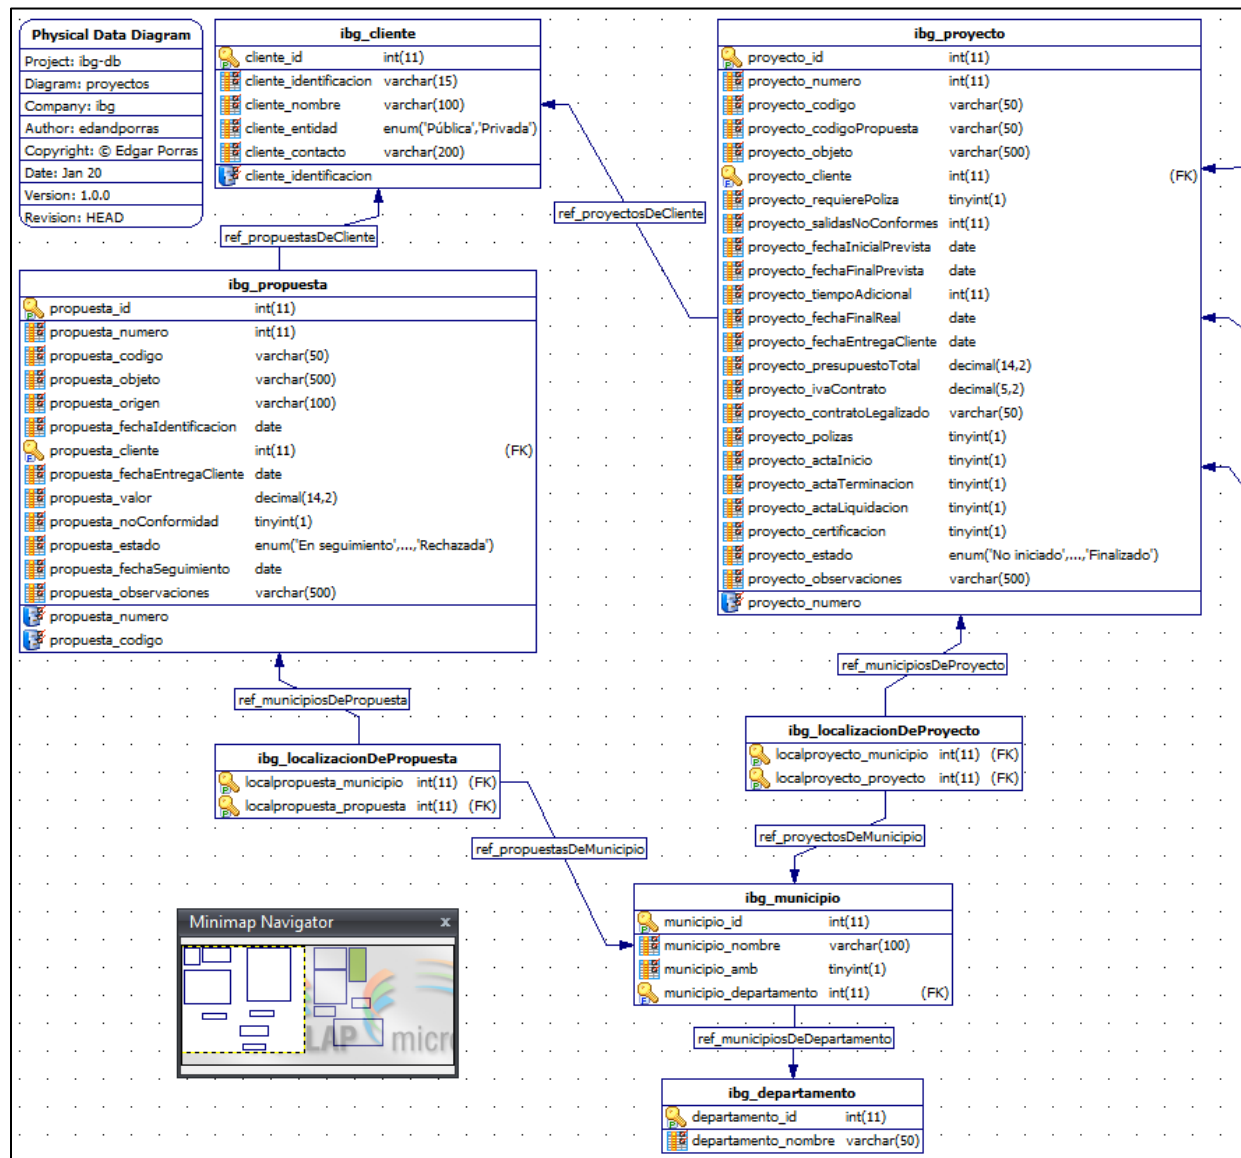 Physical Data Diagram
Project: ibg-db
Diagram: proyectos
Company: ibg
Author: edandporras
Copyright: © Edgar Porras
Date: Jan 20
Version: 1.0.0
Revision: HEAD
ibg_cliente
cliente_id int(11)
cliente_identificacion varchar(15)
cliente_nombre varchar(100)
cliente_entidad enum('Pública','Privada')
cliente_contacto varchar(200)
cliente_identificacion
ref_propuestasDeCliente
ref_proyectosDeCliente
ibg_propuesta
propuesta_id int(11)
propuesta_numero int(11)
propuesta_codigo varchar(50)
propuesta_objeto varchar(500)
propuesta_origen varchar(100)
propuesta_fechaIdentificacion date
propuesta_cliente int(11) (FK)
propuesta_fechaEntregaCliente date
propuesta_valor decimal(14,2)
propuesta_noConformidad tinyint(1)
propuesta_estado enum('En seguimiento',...,'Rechazada')
propuesta_fechaSeguimiento date
propuesta_observaciones varchar(500)
propuesta_numero
propuesta_codigo
ibg_proyecto
proyecto_id int(11)
proyecto_numero int(11)
proyecto_codigo varchar(50)
proyecto_codigoPropuesta varchar(50)
proyecto_objeto varchar(500)
proyecto_cliente int(11) (FK)
proyecto_requierePoliza tinyint(1)
proyecto_salidasNoConformes int(11)
proyecto_fechaInicialPrevista date
proyecto_fechaFinalPrevista date
proyecto_tiempoAdicional int(11)
proyecto_fechaFinalReal date
proyecto_fechaEntregaCliente date
proyecto_presupuestoTotal decimal(14,2)
proyecto_ivaContrato decimal(5,2)
proyecto_contratoLegalizado varchar(50)
proyecto_polizas tinyint(1)
proyecto_actaInicio tinyint(1)
proyecto_actaTerminacion tinyint(1)
proyecto_actaLiquidacion tinyint(1)
proyecto_certificacion tinyint(1)
proyecto_estado enum('No iniciado',...,'Finalizado')
proyecto_observaciones varchar(500)
proyecto_numero
ref_municipiosDePropuesta
ref_municipiosDeProyecto
ibg_localizacionDePropuesta
localpropuesta_municipio int(11) (FK)
localpropuesta_propuesta int(11) (FK)
ibg_localizacionDeProyecto
localproyecto_municipio int(11) (FK)
localproyecto_proyecto int(11) (FK)
ref_propuestasDeMunicipio
ref_proyectosDeMunicipio
ibg_municipio
municipio_id int(11)
municipio_nombre varchar(100)
municipio_amb tinyint(1)
municipio_departamento int(11) (FK)
ref_municipiosDeDepartamento
ibg_departamento
departamento_id int(11)
departamento_nombre varchar(50)
Minimap Navigator x
LAP micr